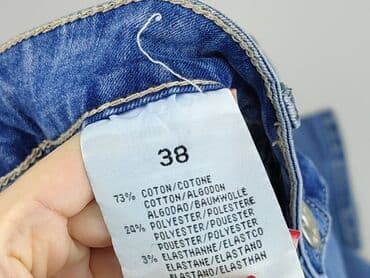 38
73% COTON/COTONE
COTTON/ALGODON
ALGODAO/BAUMWOLLE
20% POLYESTER/POLIESTERE
POLYESTER/POLIESTER
POLIESTER/POLYESTER
3% ELASTHANNE/ELASTCO
ELASTANE/ELASTANO
ELASTANO/ELASTHAN